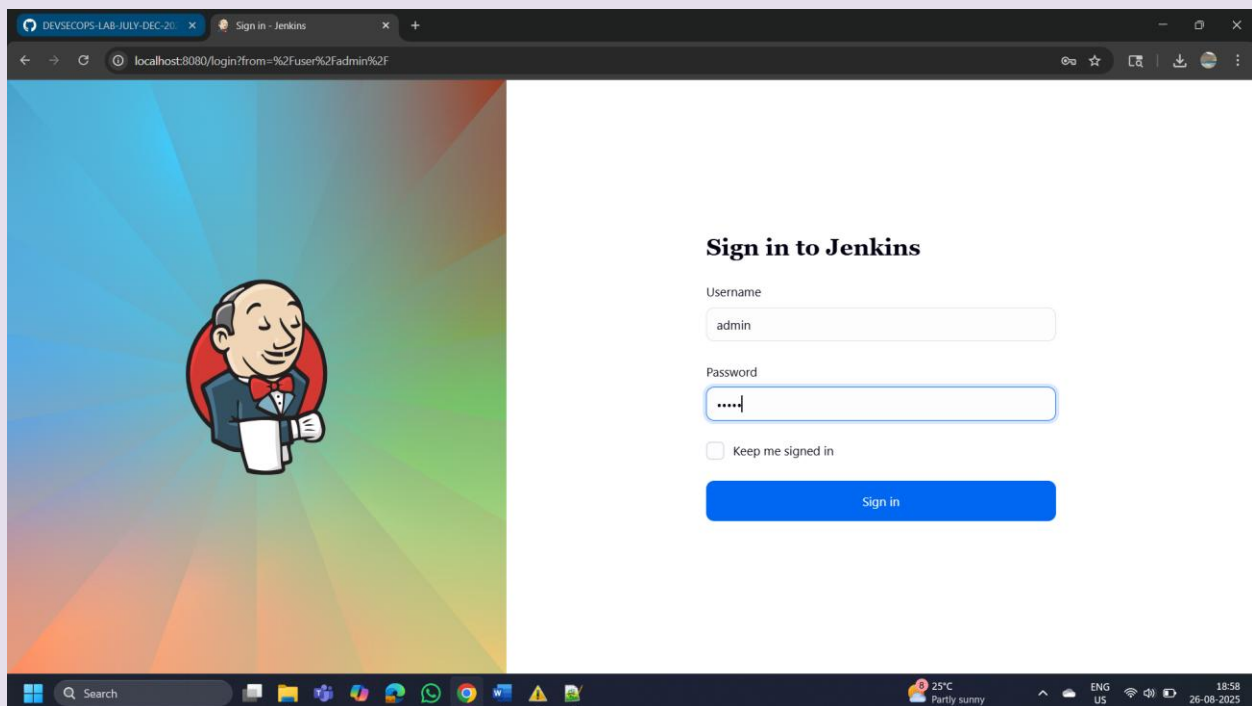 DEVSECOPS-LAB-JULY-DEC-20
Sign in - Jenkins
localhost:8080/login?from=%2Fuser%2Fadmin%2F
Sign in to Jenkins
Username
admin
Password
•••••
Keep me signed in
Sign in
Search
8
25°C
Partly sunny
ENG
US
18:58
26-08-2025